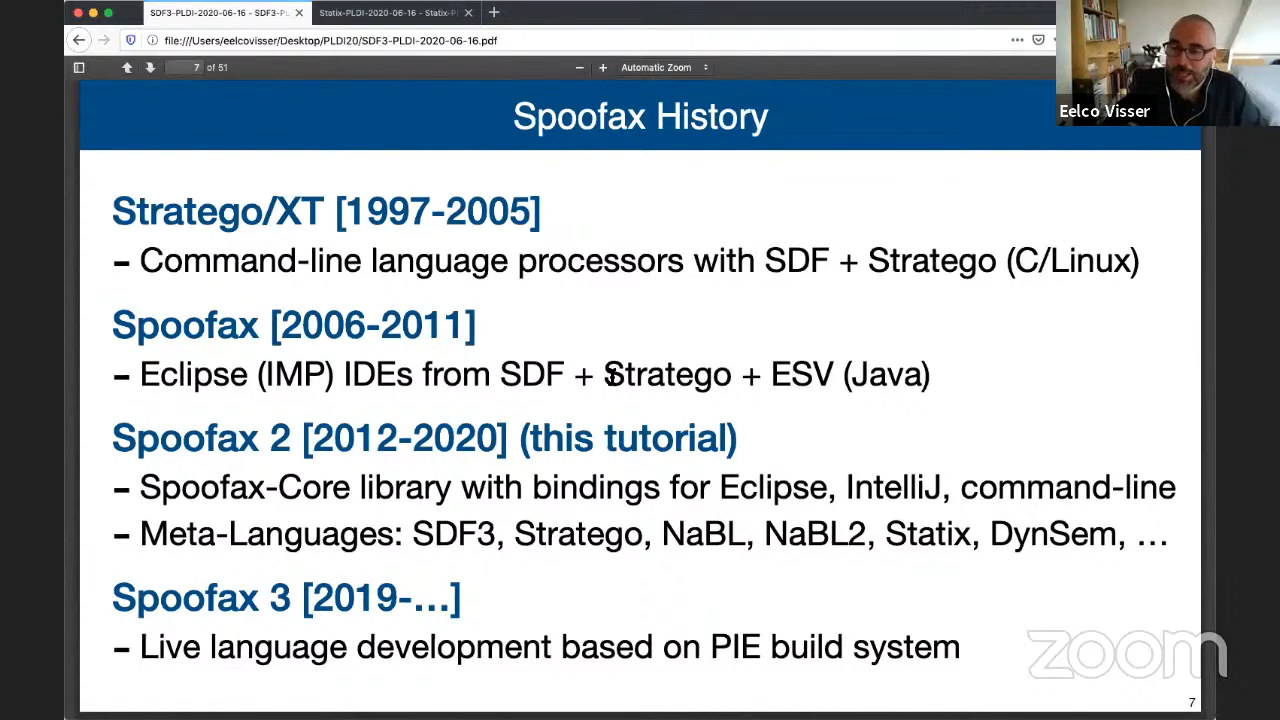 SDF3-PLDI-2020-06-16 - SDF3-PL
Statix-PLDI-2020-06-16 - Statix-P
file:///Users/eelcovisser/Desktop/PLDI20/SDF3-PLDI-2020-06-16.pdf
7 of 51
Automatic Zoom
Eelco Visser
Spoofax History
Stratego/XT [1997-2005]
– Command-line language processors with SDF + Stratego (C/Linux)
Spoofax [2006-2011]
– Eclipse (IMP) IDEs from SDF + Stratego + ESV (Java)
Spoofax 2 [2012-2020] (this tutorial)
– Spoofax-Core library with bindings for Eclipse, IntelliJ, command-line
– Meta-Languages: SDF3, Stratego, NaBL, NaBL2, Statix, DynSem, …
Spoofax 3 [2019-…]
– Live language development based on PIE build system
zoom
7